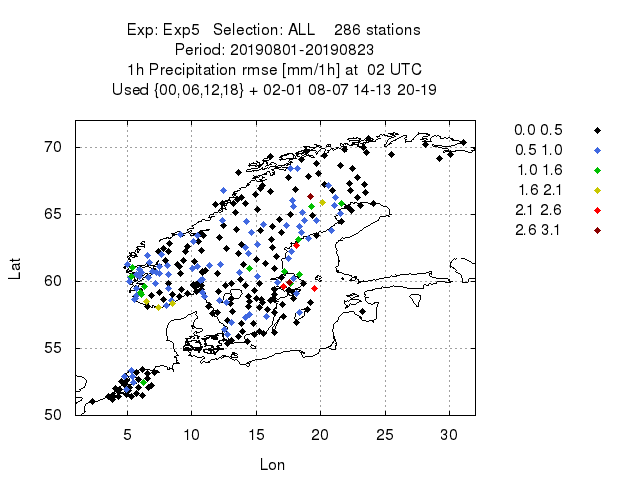 Exp: Exp5 Selection: ALL 286 stations
Period: 20190801-20190823
1h Precipitation rmse [mm/1h] at 02 UTC
Used {00,06,12,18} + 02-01 08-07 14-13 20-19
70
65
60
55
50
5 10 15 20 25 30
Lat
Lon
0.0 0.5
0.5 1.0
1.0 1.6
1.6 2.1
2.1 2.6
2.6 3.1